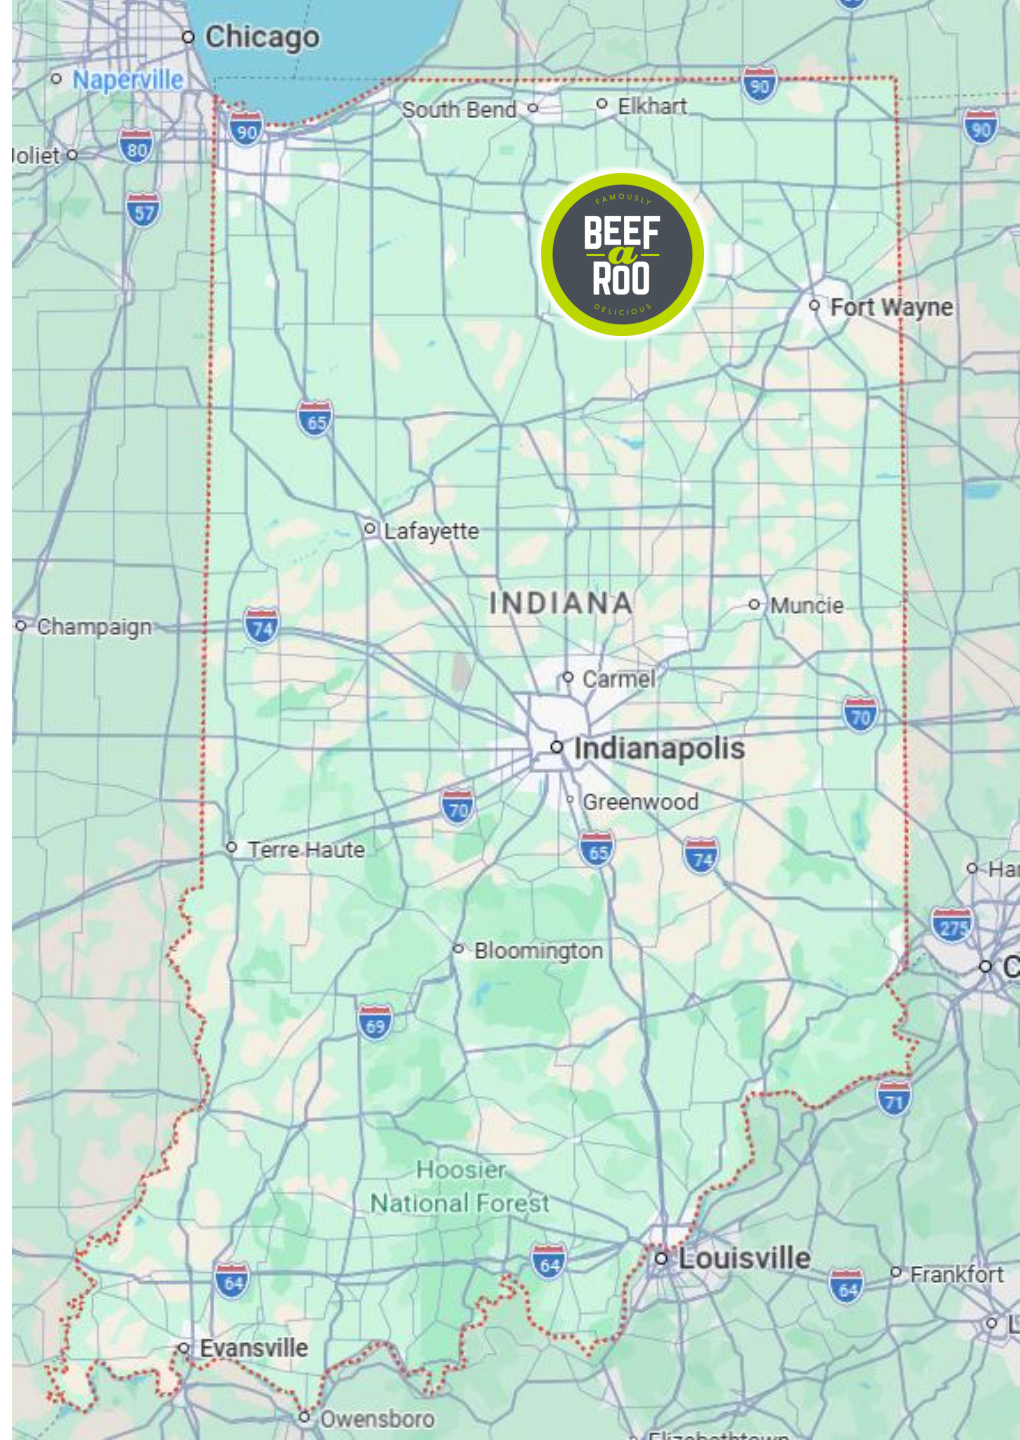 Chicago
Naperville
90
South Bend
Elkhart
90
90
Joliet
80
57
FAMOUSLY
BEEF
a
ROO
DELICIOUS
Fort Wayne
65
Lafayette
INDIANA
Muncie
Champaign
74
Carmel
70
Indianapolis
70
Greenwood
Terre Haute
65
74
Har
275
Bloomington
C
69
71
Hoosier
National Forest
Louisville
64
64
64
Frankfort
L
Evansville
Owensboro
Elizabethtown